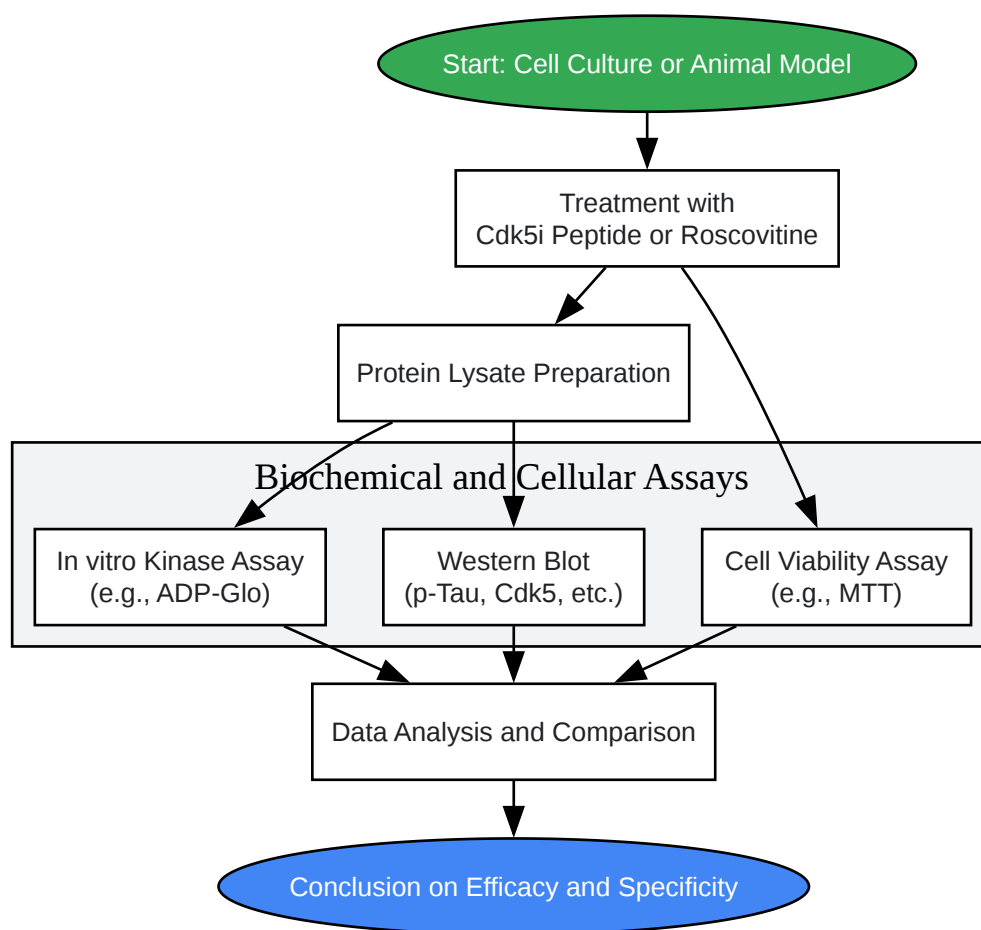 Start: Cell Culture or Animal Model
Treatment with
Cdk5i Peptide or Roscovitine
Protein Lysate Preparation
Biochemical and Cellular Assays
In vitro Kinase Assay
(e.g., ADP-Glo)
Western Blot
(p-Tau, Cdk5, etc.)
Cell Viability Assay
(e.g., MTT)
Data Analysis and Comparison
Conclusion on Efficacy and Specificity